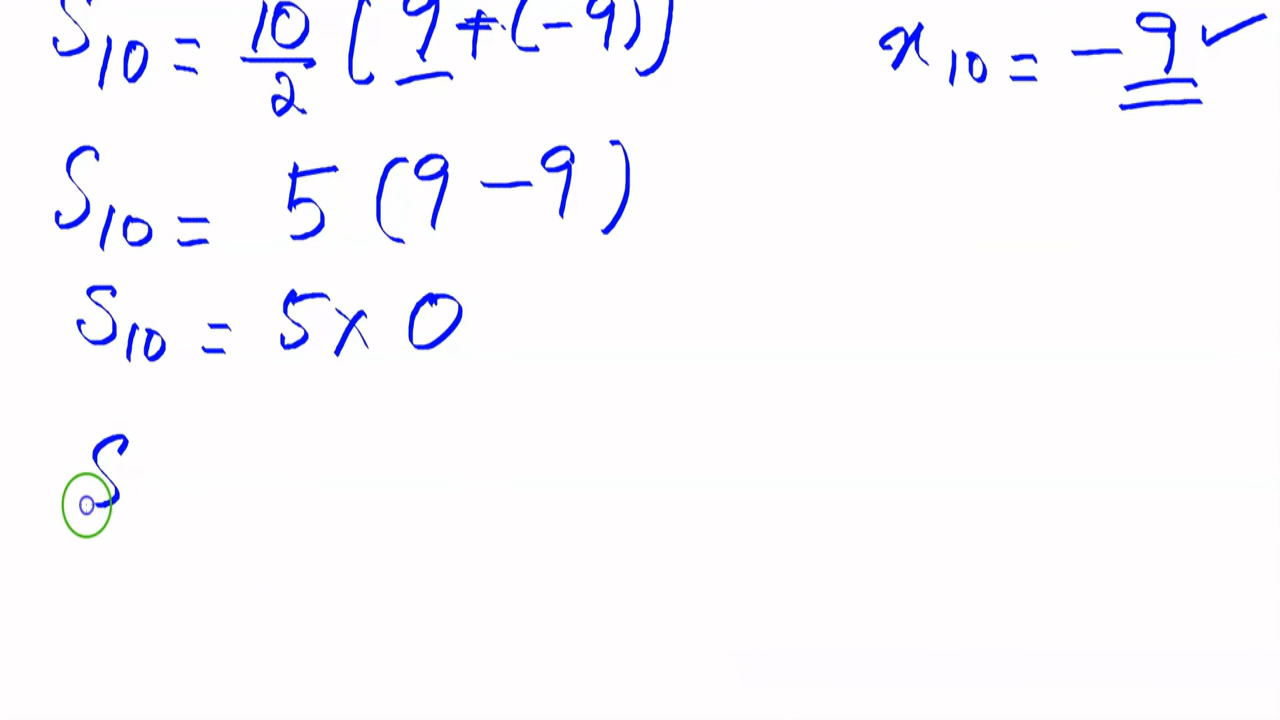 S₁₀ = 10/2 (9 + (-9))
x₁₀ = -9 ✓
S₁₀ = 5 (9 - 9)
S₁₀ = 5 x 0
S